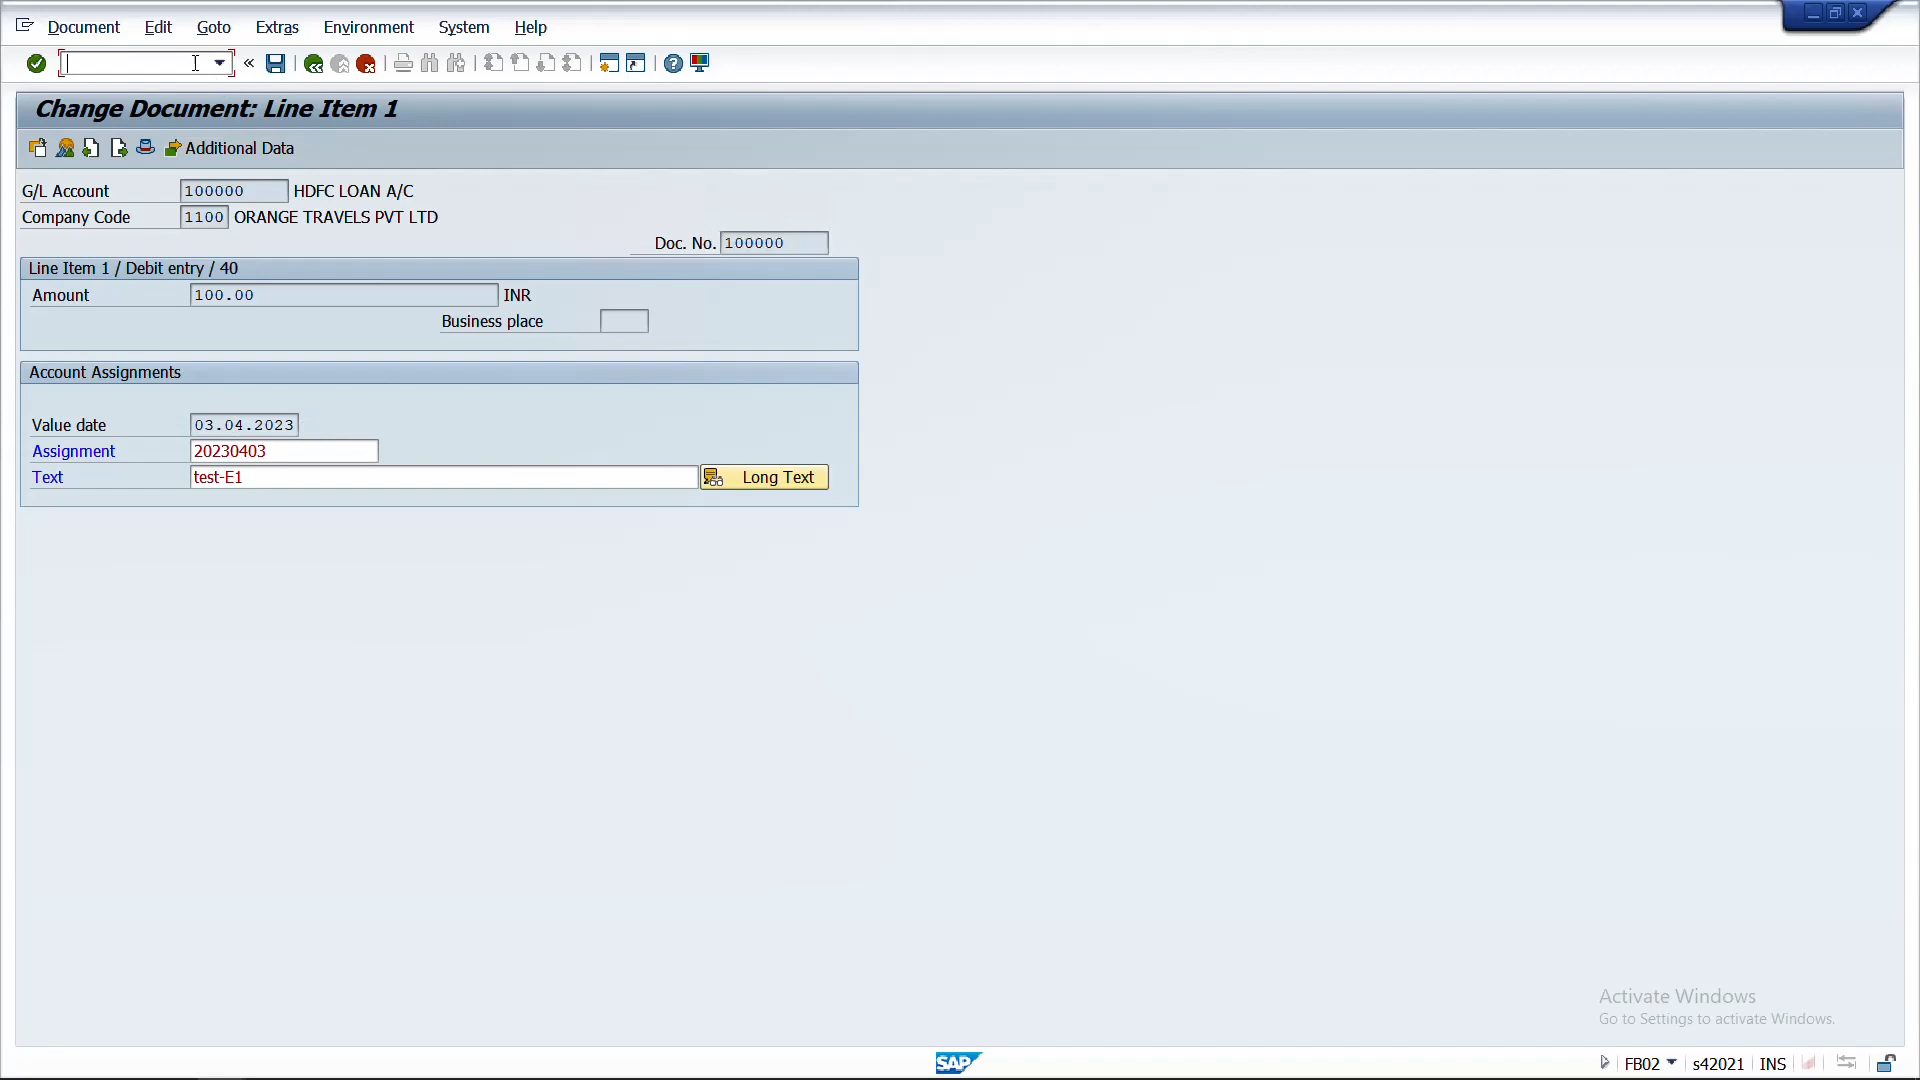 Document Edit Goto Extras Environment System Help
Change Document: Line Item 1
Additional Data
G/L Account 100000 HDFC LOAN A/C
Company Code 1100 ORANGE TRAVELS PVT LTD
Doc. No. 100000
Line Item 1 / Debit entry / 40
Amount 100.00 INR
Business place
Account Assignments
Value date 03.04.2023
Assignment 20230403
Text test-E1 Long Text
Activate Windows
Go to Settings to activate Windows.
SAP FB02 s42021 INS